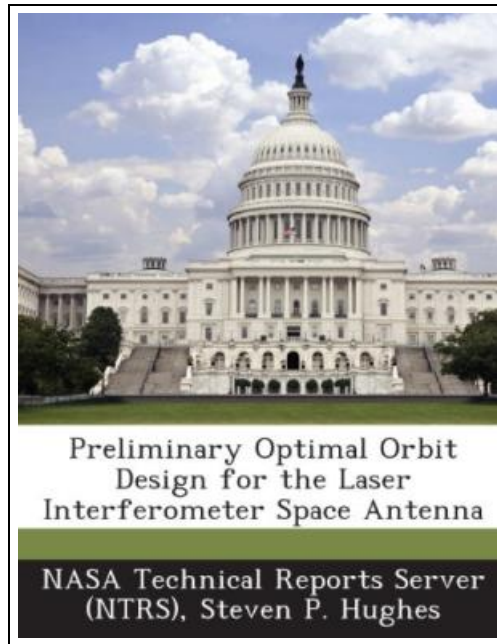 Preliminary Optimal Orbit
Design for the Laser
Interferometer Space Antenna
NASA Technical Reports Server
(NTRS), Steven P. Hughes